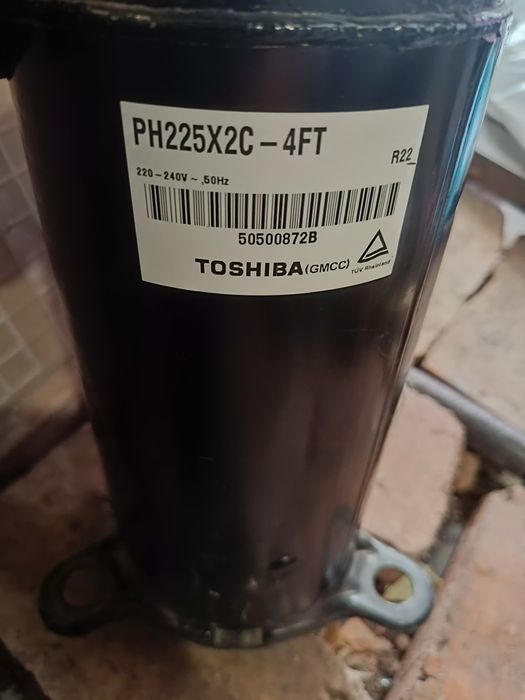 PH225X2C-4FT
R22
220-240V~,50Hz
50500872B
TOSHIBA(GMCC)
TÜV Rheinland